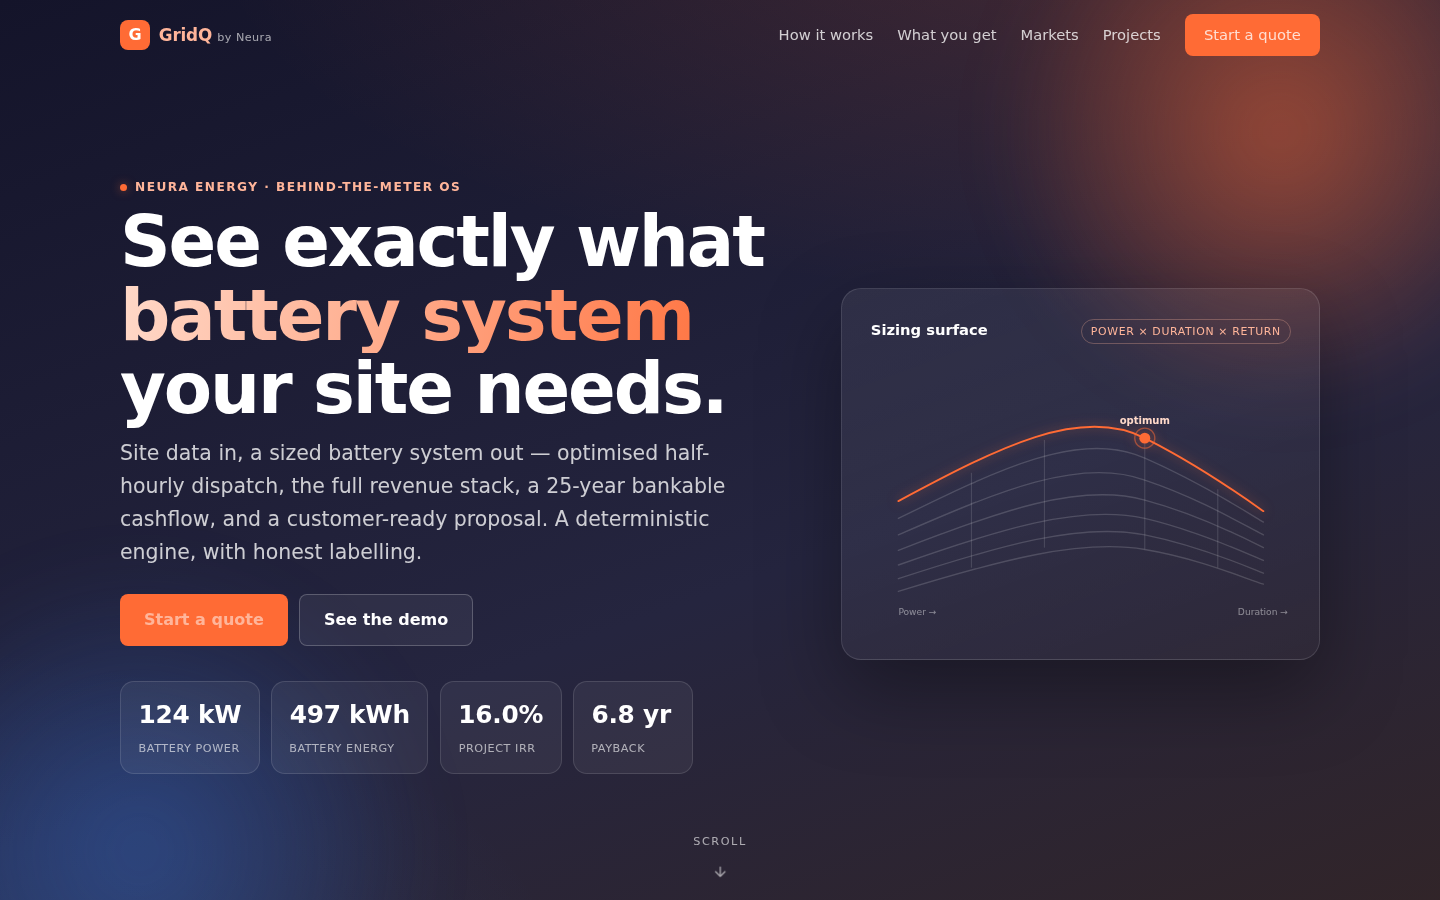 G GridQ by Neura
How it works What you get Markets Projects Start a quote
NEURA ENERGY · BEHIND-THE-METER OS
See exactly what
battery system
your site needs.
Site data in, a sized battery system out — optimised half-
hourly dispatch, the full revenue stack, a 25-year bankable
cashflow, and a customer-ready proposal. A deterministic
engine, with honest labelling.
Start a quote See the demo
124 kW
BATTERY POWER
497 kWh
BATTERY ENERGY
16.0%
PROJECT IRR
6.8 yr
PAYBACK
Sizing surface
POWER × DURATION × RETURN
optimum
Power →
Duration →
SCROLL